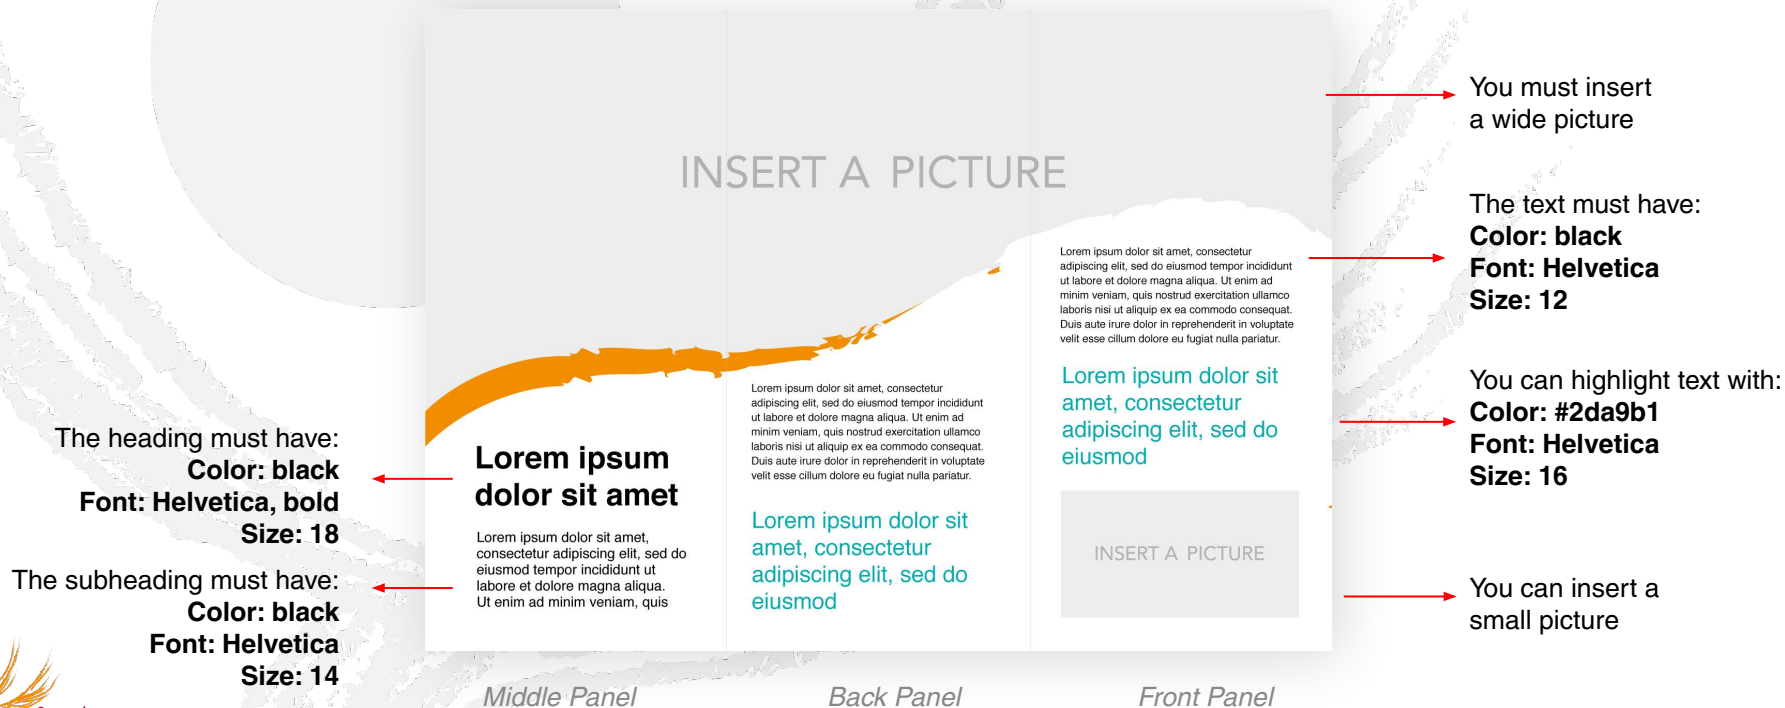 INSERT A PICTURE
You must insert
a wide picture
The text must have:
Color: black
Font: Helvetica
Size: 12
You can highlight text with:
Color: #2da9b1
Font: Helvetica
Size: 16
You can insert a
small picture
The heading must have:
Color: black
Font: Helvetica, bold
Size: 18
The subheading must have:
Color: black
Font: Helvetica
Size: 14
Lorem ipsum
dolor sit amet
Lorem ipsum dolor sit amet,
consectetur adipiscing elit, sed do
eiusmod tempor incididunt ut
labore et dolore magna aliqua.
Ut enim ad minim veniam, quis
Lorem ipsum dolor sit amet, consectetur
adipiscing elit, sed do eiusmod tempor incididunt
ut labore et dolore magna aliqua. Ut enim ad
minim veniam, quis nostrud exercitation ullamco
laboris nisi ut aliquip ex ea commodo consequat.
Duis aute irure dolor in reprehenderit in voluptate
velit esse cillum dolore eu fugiat nulla pariatur.
Lorem ipsum dolor sit
amet, consectetur
adipiscing elit, sed do
eiusmod
Lorem ipsum dolor sit amet, consectetur
adipiscing elit, sed do eiusmod tempor incididunt
ut labore et dolore magna aliqua. Ut enim ad
minim veniam, quis nostrud exercitation ullamco
laboris nisi ut aliquip ex ea commodo consequat.
Duis aute irure dolor in reprehenderit in voluptate
velit esse cillum dolore eu fugiat nulla pariatur.
Lorem ipsum dolor sit
amet, consectetur
adipiscing elit, sed do
eiusmod
INSERT A PICTURE
Middle Panel
Back Panel
Front Panel